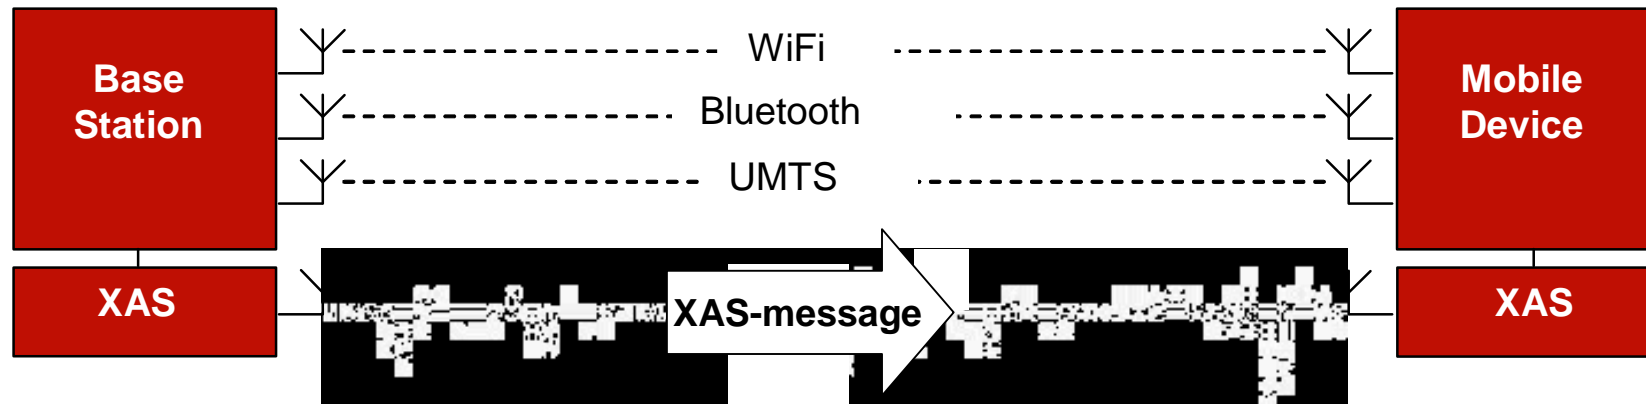 Base
Station
WiFi
Bluetooth
UMTS
Mobile
Device
XAS
XAS-message
XAS